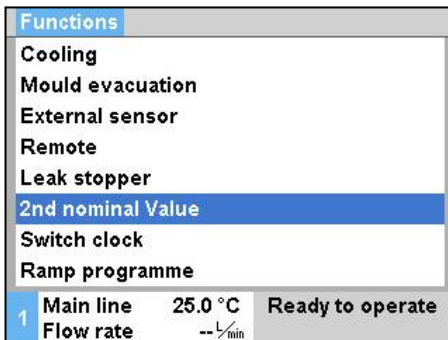 Functions
Cooling
Mould evacuation
External sensor
Remote
Leak stopper
2nd nominal Value
Switch clock
Ramp programme
1 Main line 25.0 °C Ready to operate
Flow rate -- L/min